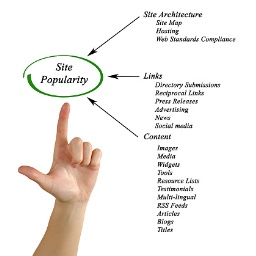 Site Architecture
Site Map
Hosting
Web Standards Compliance
Site
Popularity
Links
Directory Submissions
Reciprocal Links
Press Releases
Advertising
News
Social media
Content
Images
Media
Widgets
Tools
Resource Lists
Testimonials
Multi-lingual
RSS Feeds
Articles
Blogs
Titles